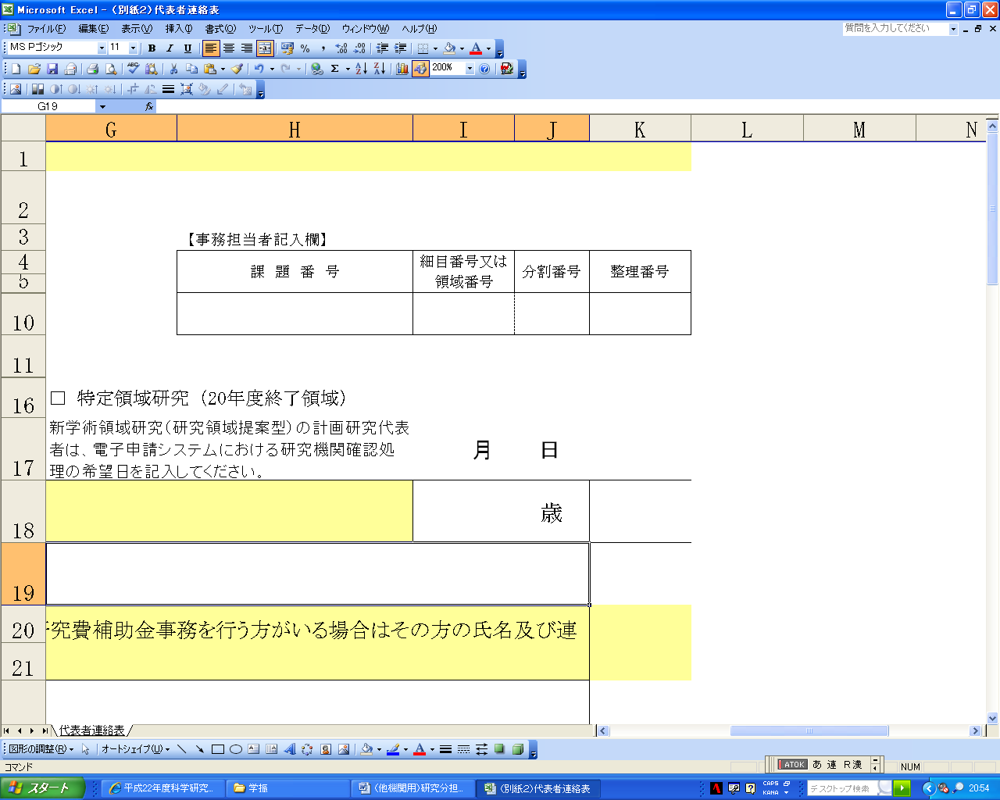 Microsoft Excel - (別紙2)代表者連絡表
ファイル(F) 編集(E) 表示(V) 挿入(I) 書式(O) ツール(T) データ(D) ウィンドウ(W) ヘルプ(H) 質問を入力してください
MS Pゴシック 11 B I U
200%
G19 fx
G H I J K L M N
1
2
3 【事務担当者記入欄】
4
5
課 題 番 号
細目番号又は
領域番号
分割番号
整理番号
10
11
16 □ 特定領域研究（20年度終了領域）
新学術領域研究（研究領域提案型）の計画研究代表
者は、電子申請システムにおける研究機関確認処
理の希望日を記入してください。
17 月 日
18 歳
19
20 究費補助金事務を行う方がいる場合はその方の氏名及び連
21
代表者連絡表
図形の調整(R) オートシェイプ(U)
コマンド ATOK あ 連 R漢 NUM
スタート 平成22年度科学研究... 学振 (他機関用)研究分担... (別紙2)代表者連絡表 CAPS KANA デスクトップ検索 20:54